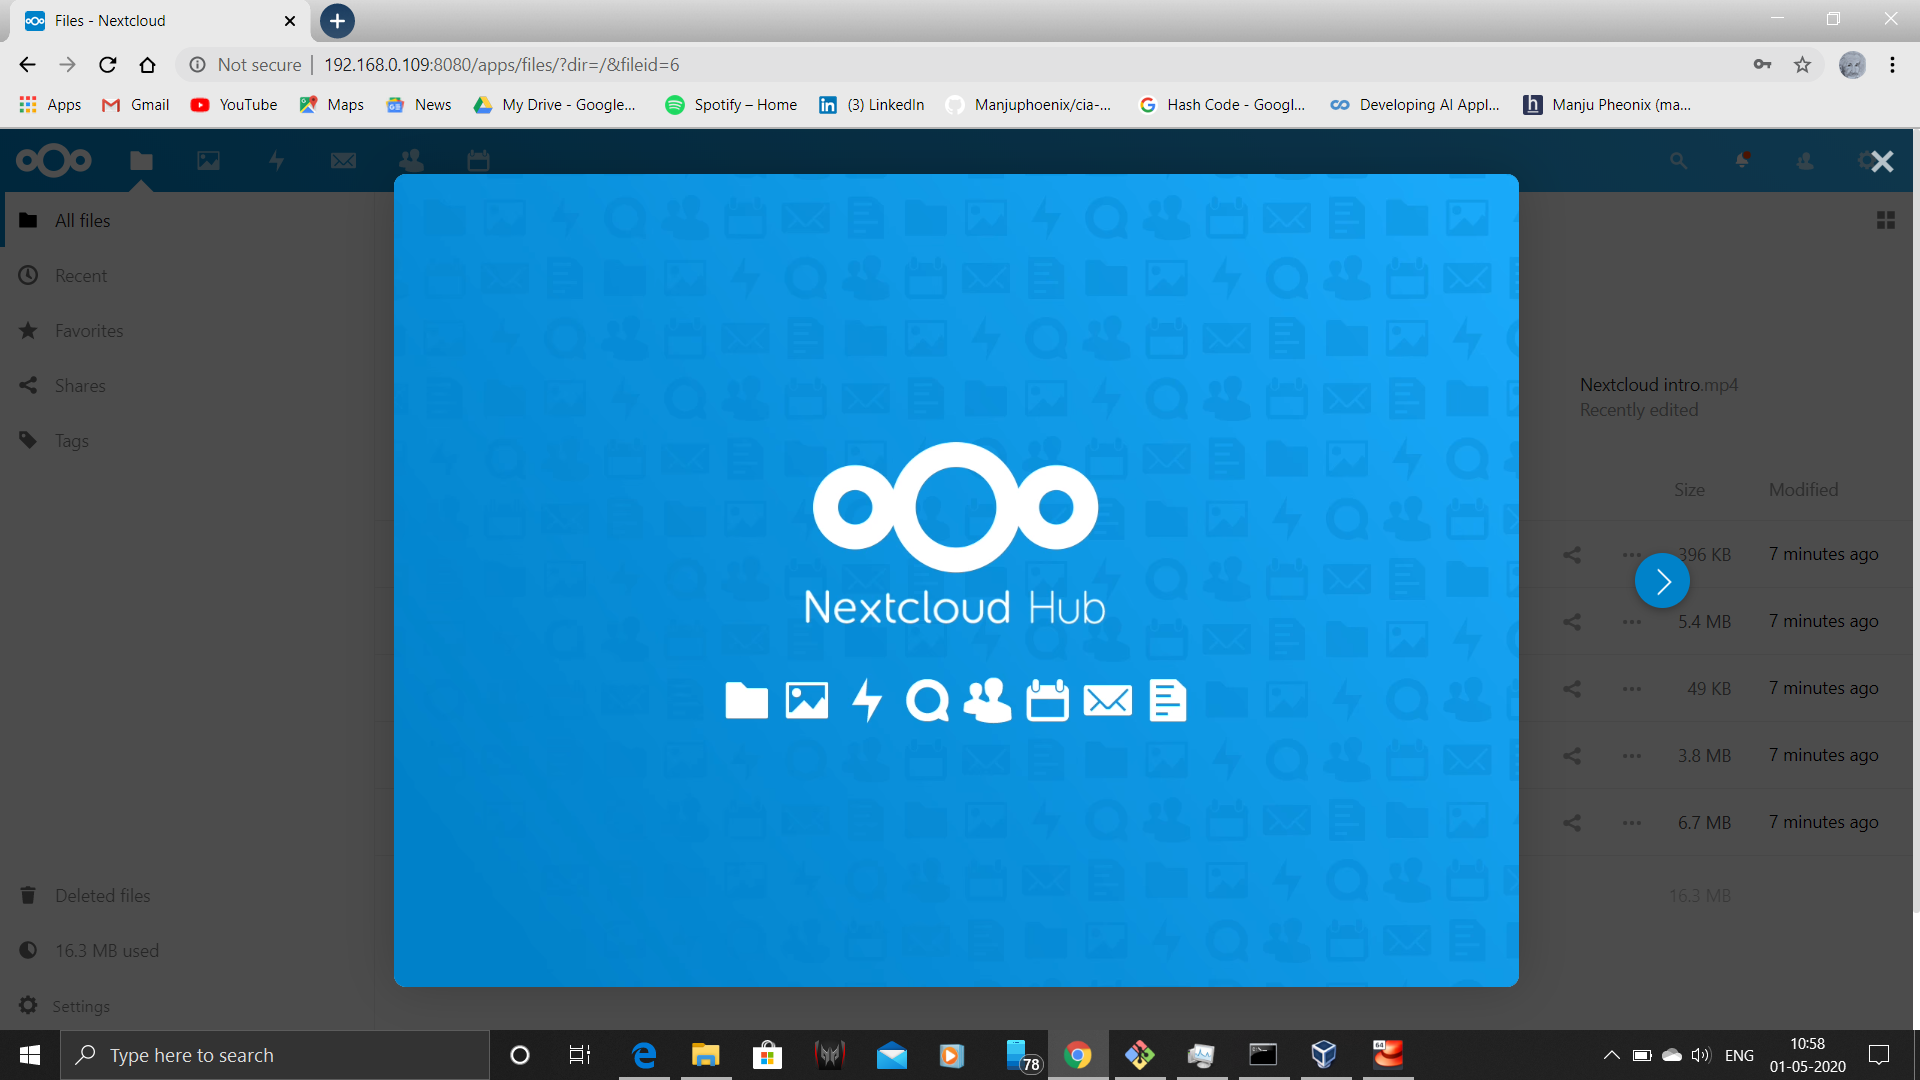 Files - Nextcloud
Not secure | 192.168.0.109:8080/apps/files/?dir=/&fileid=6
Apps Gmail YouTube Maps News My Drive - Google... Spotify – Home (3) LinkedIn Manjuphoenix/cia-... Hash Code - Googl... Developing AI Appl... Manju Pheonix (ma...
All files
Recent
Favorites
Shares
Tags
Nextcloud intro.mp4
Recently edited
Size Modified
396 KB 7 minutes ago
5.4 MB 7 minutes ago
49 KB 7 minutes ago
3.8 MB 7 minutes ago
6.7 MB 7 minutes ago
16.3 MB
Nextcloud Hub
Deleted files
16.3 MB used
Settings
Type here to search
78
64
ENG
10:58
01-05-2020